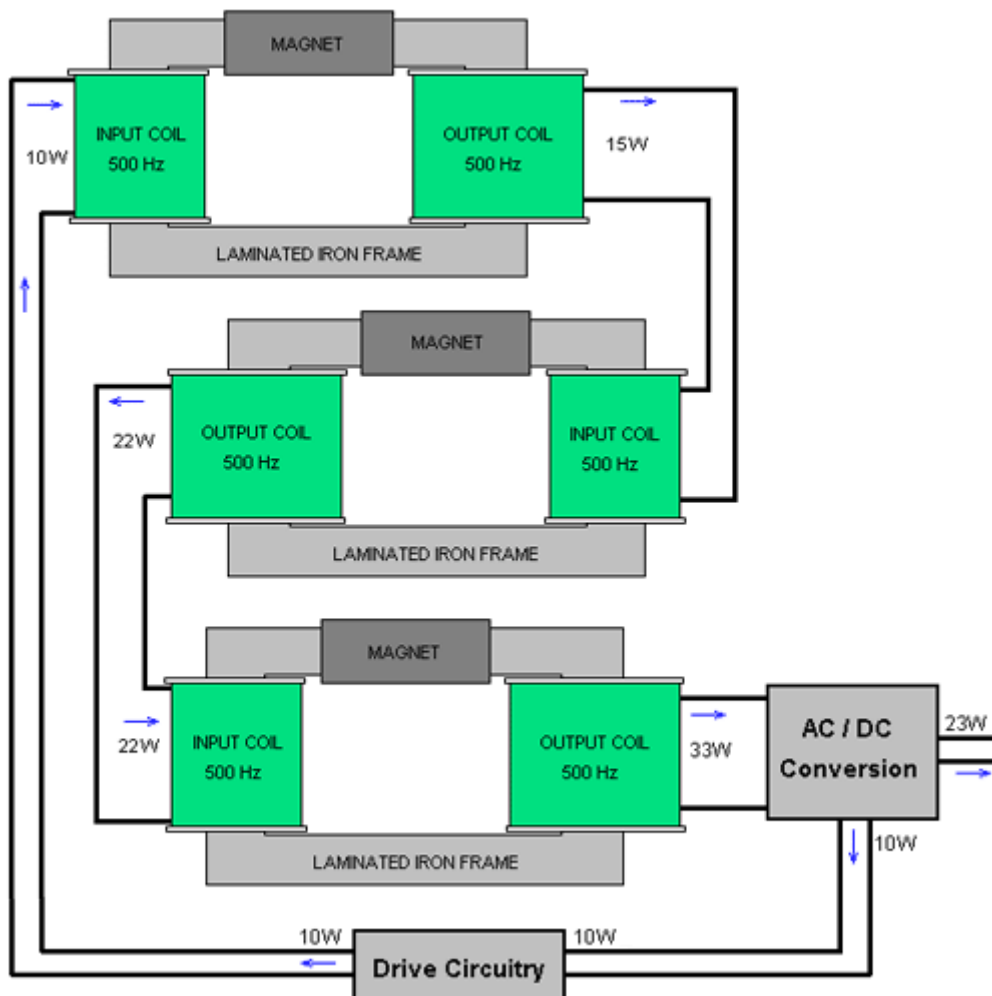 MAGNET
INPUT COIL
500 Hz
OUTPUT COIL
500 Hz
10W
15W
LAMINATED IRON FRAME
MAGNET
OUTPUT COIL
500 Hz
INPUT COIL
500 Hz
22W
LAMINATED IRON FRAME
MAGNET
INPUT COIL
500 Hz
OUTPUT COIL
500 Hz
22W
33W
AC / DC
Conversion
23W
10W
LAMINATED IRON FRAME
10W
10W
Drive Circuitry